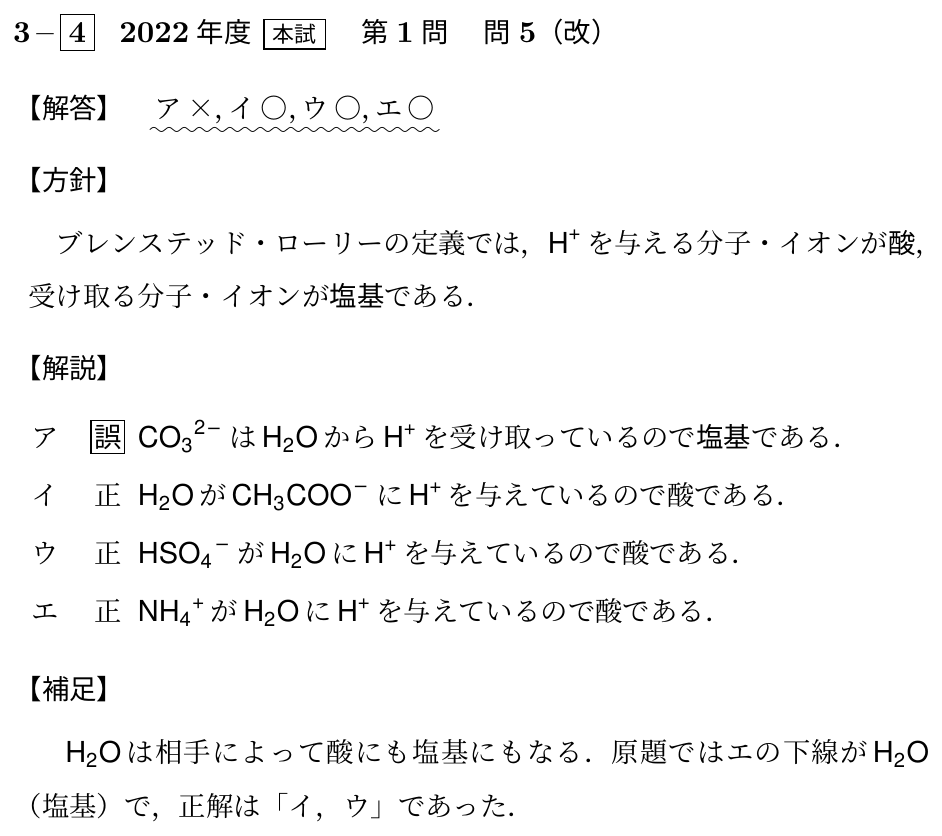 3−4 2022年度 本試 第1問 問5（改）
【解答】 ア×，イ○，ウ○，エ○
【方針】
ブレンステッド・ローリーの定義では，H⁺を与える分子・イオンが酸，
受け取る分子・イオンが塩基である．
【解説】
ア 誤 CO₃²⁻はH₂OからH⁺を受け取っているので塩基である．
イ 正 H₂OがCH₃COO⁻にH⁺を与えているので酸である．
ウ 正 HSO₄⁻がH₂OにH⁺を与えているので酸である．
エ 正 NH₄⁺がH₂OにH⁺を与えているので酸である．
【補足】
H₂Oは相手によって酸にも塩基にもなる．原題ではエの下線がH₂O
（塩基）で，正解は「イ，ウ」であった．